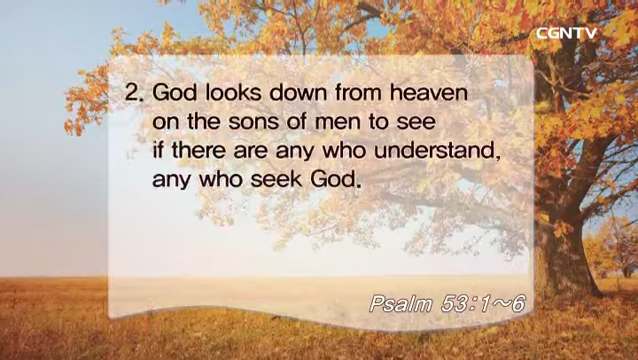 CGNTV
2. God looks down from heaven
on the sons of men to see
if there are any who understand,
any who seek God.
Psalm 53:1~6